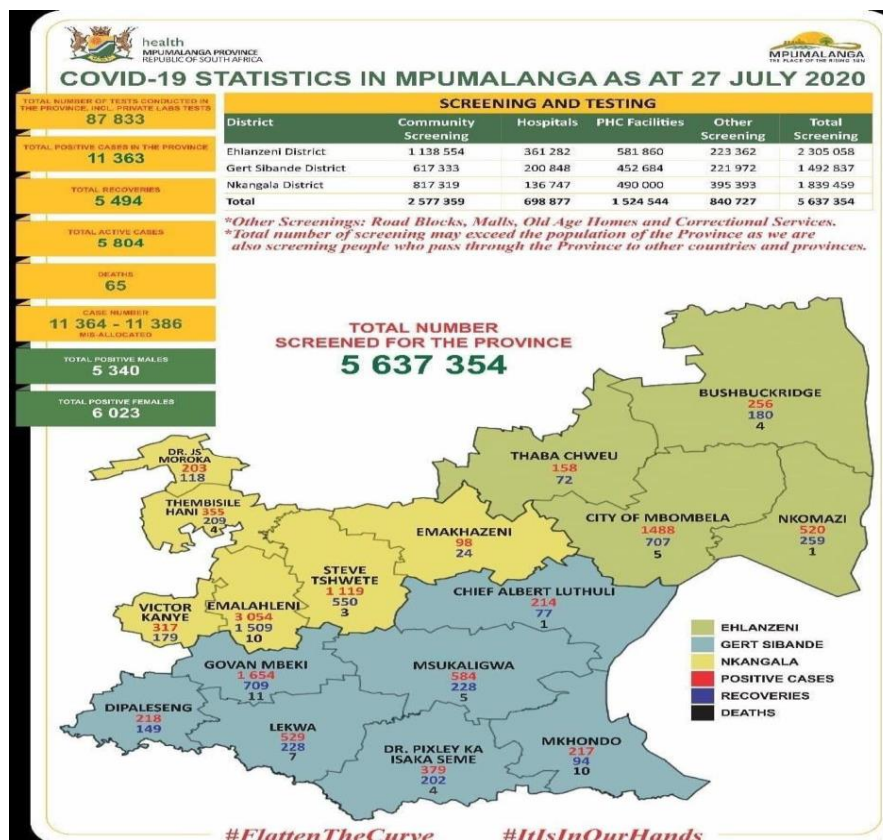 health
MPUMALANGA PROVINCE
REPUBLIC OF SOUTH AFRICA
MPUMALANGA
THE PLACE OF THE RISING SUN
COVID-19 STATISTICS IN MPUMALANGA AS AT 27 JULY 2020
TOTAL NUMBER OF TESTS CONDUCTED IN
THE PROVINCE, INCL. PRIVATE LABS TESTS
87 833
TOTAL POSITIVE CASES IN THE PROVINCE
11 363
TOTAL RECOVERIES
5 494
TOTAL ACTIVE CASES
5 804
DEATHS
65
CASE NUMBER
11 364 - 11 386
MIS-ALLOCATED
TOTAL POSITIVE MALES
5 340
TOTAL POSITIVE FEMALES
6 023
SCREENING AND TESTING
District Community Screening Hospitals PHC Facilities Other Screening Total Screening
Ehlanzeni District 1 138 554 361 282 581 860 223 362 2 305 058
Gert Sibande District 617 333 200 848 452 684 221 972 1 492 837
Nkangala District 817 319 136 747 490 000 395 393 1 839 459
Total 2 577 359 698 877 1 524 544 840 727 5 637 354
*Other Screenings: Road Blocks, Malls, Old Age Homes and Correctional Services.
*Total number of screening may exceed the population of the Province as we are
also screening people who pass through the Province to other countries and provinces.
TOTAL NUMBER
SCREENED FOR THE PROVINCE
5 637 354
BUSHBUCKRIDGE
256
180
4
THABA CHWEU
158
72
DR. JS
MOROKA
203
118
THEMBISILE
HANI 355
209
4
EMAKHAZENI
98
24
CITY OF MBOMBELA
1488
707
5
NKOMAZI
520
259
1
STEVE
TSHWETE
1 119
550
3
VICTOR
KANYE
317
179
EMALAHLENI
3 054
1 509
10
CHIEF ALBERT LUTHULI
214
77
1
GOVAN MBEKI
1 654
709
11
MSUKALIGWA
584
228
5
DIPALESENG
218
149
LEKWA
529
228
7
DR. PIXLEY KA
ISAKA SEME
379
202
4
MKHONDO
217
94
10
EHLANZENI
GERT SIBANDE
NKANGALA
POSITIVE CASES
RECOVERIES
DEATHS
#FlattenTheCurve #ItIsInOurHands